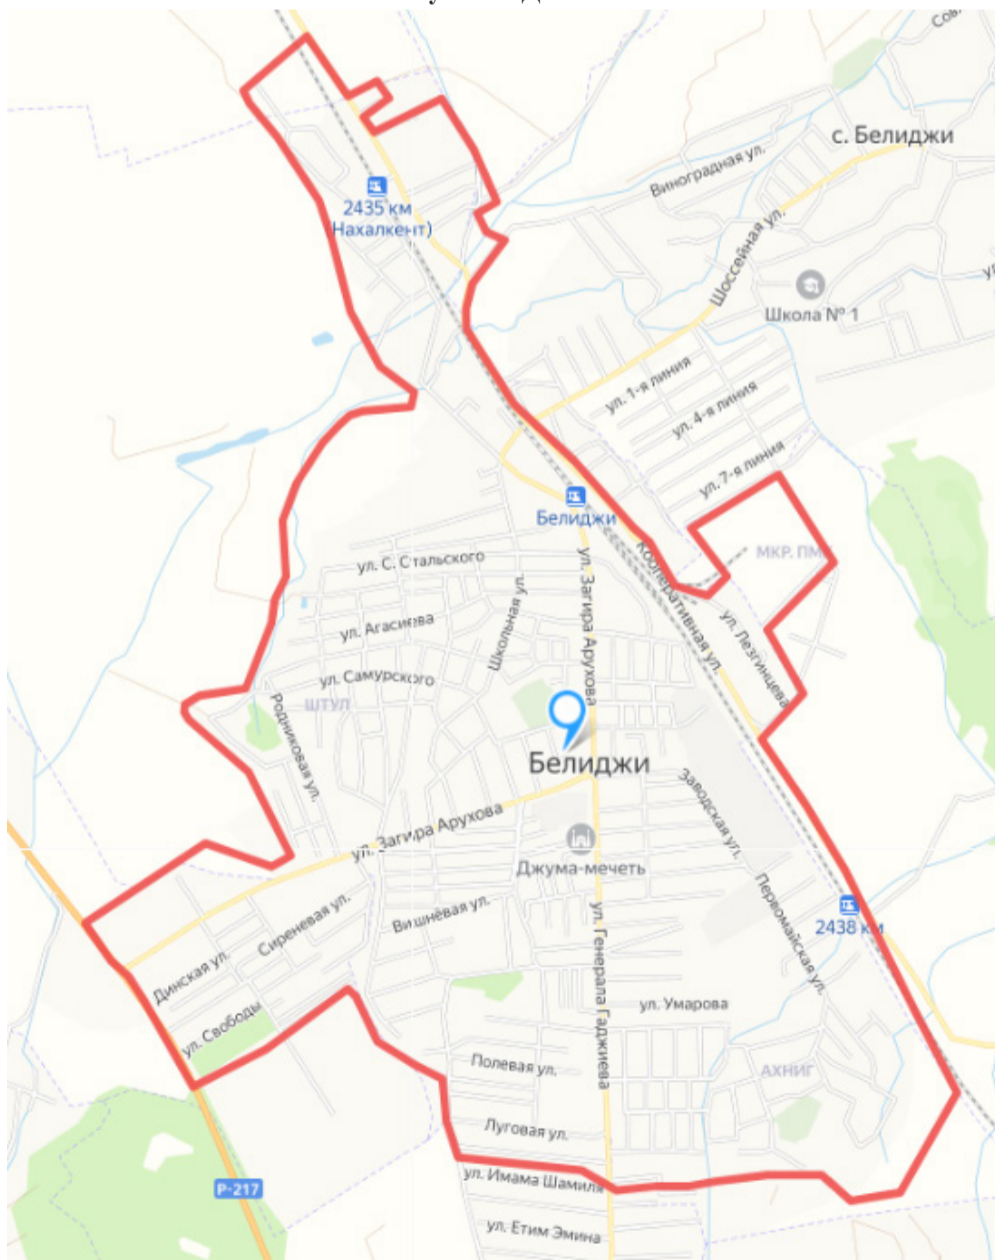 с. Белиджи
Виноградная ул.
2435 км
Нахалкент)
Шоссейная ул.
Школа № 1
ул. 1-я линия
ул. 4-я линия
ул. 7-я линия
Белиджи
МКР. ПМК
ул. С. Стальского
Кооперативная ул.
ул. Загира Арухова
Школьная ул.
ул. Агасиева
ул. Лезгинцева
ул. Самурского
ШТУЛ
Родниковая ул.
Белиджи
Заводская ул.
ул. Загира Арухова
Джума-мечеть
Первомайская ул.
Вишнёвая ул.
Сиреневая ул.
2438 км
ул. Генерала Гаджиева
Динская ул.
ул. Умарова
ул. Свободы
Полевая ул.
АХНИГ
Луговая ул.
ул. Имама Шамиля
Р-217
ул. Етим Эмина